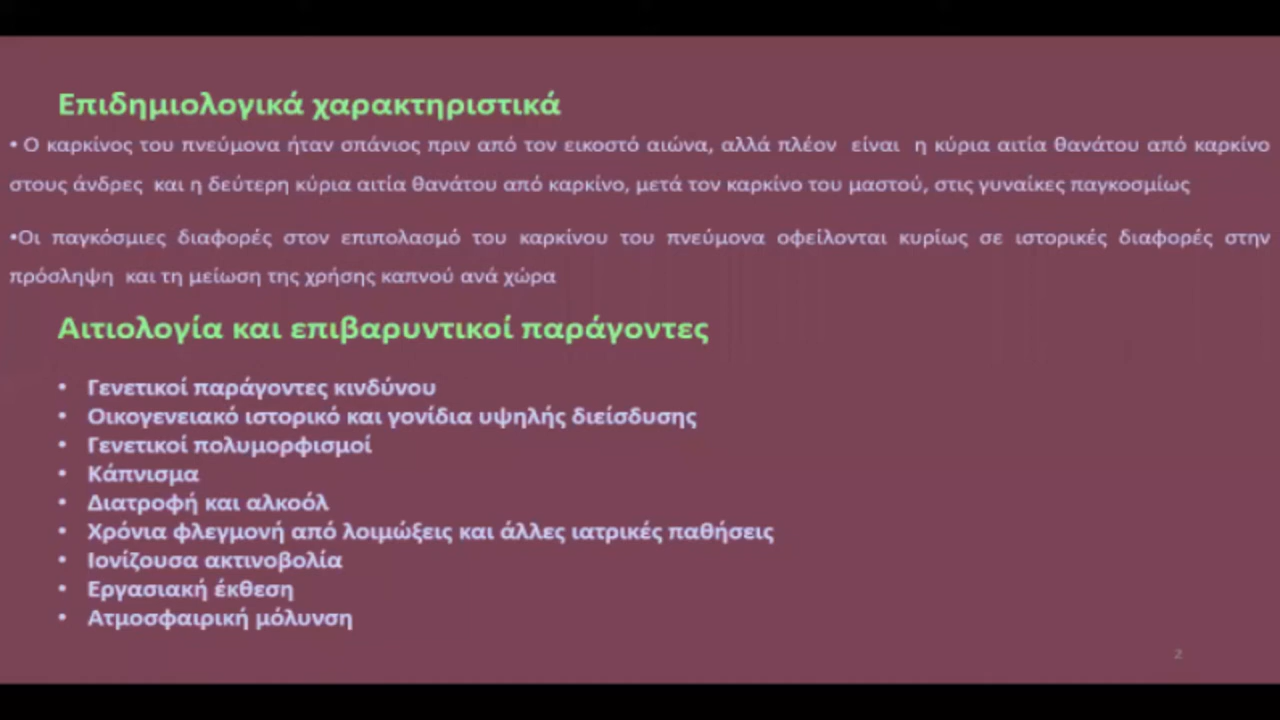 Επιδημιολογικά χαρακτηριστικά
• Ο καρκίνος του πνεύμονα ήταν σπάνιος πριν από τον εικοστό αιώνα, αλλά πλέον είναι η κύρια αιτία θανάτου από καρκίνο
στους άνδρες και η δεύτερη κύρια αιτία θανάτου από καρκίνο, μετά τον καρκίνο του μαστού, στις γυναίκες παγκοσμίως
•Οι παγκόσμιες διαφορές στον επιπολασμό του καρκίνου του πνεύμονα οφείλονται κυρίως σε ιστορικές διαφορές στην
πρόσληψη και τη μείωση της χρήσης καπνού ανά χώρα
Αιτιολογία και επιβαρυντικοί παράγοντες
• Γενετικοί παράγοντες κινδύνου
• Οικογενειακό ιστορικό και γονίδια υψηλής διείσδυσης
• Γενετικοί πολυμορφισμοί
• Κάπνισμα
• Διατροφή και αλκοόλ
• Χρόνια φλεγμονή από λοιμώξεις και άλλες ιατρικές παθήσεις
• Ιονίζουσα ακτινοβολία
• Εργασιακή έκθεση
• Ατμοσφαιρική μόλυνση
2